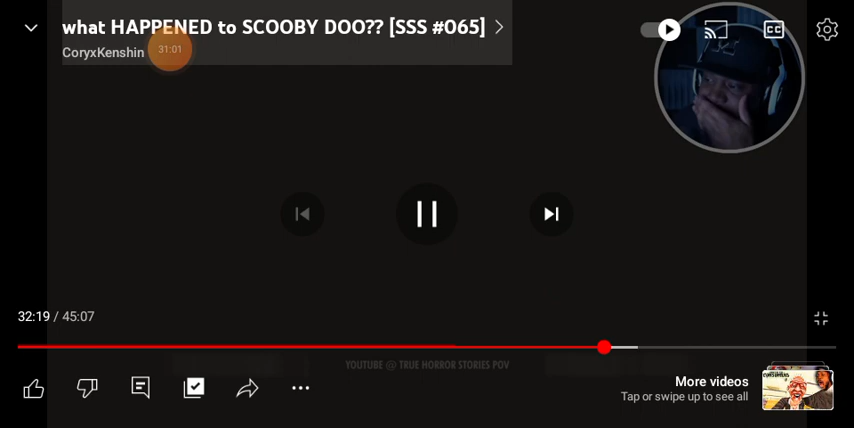 what HAPPENED to SCOOBY DOO?? [SSS #065]
CoryxKenshin
31:01
CC
32:19 / 45:07
YOUTUBE @ TRUE HORROR STORIES POV
More videos
Tap or swipe up to see all